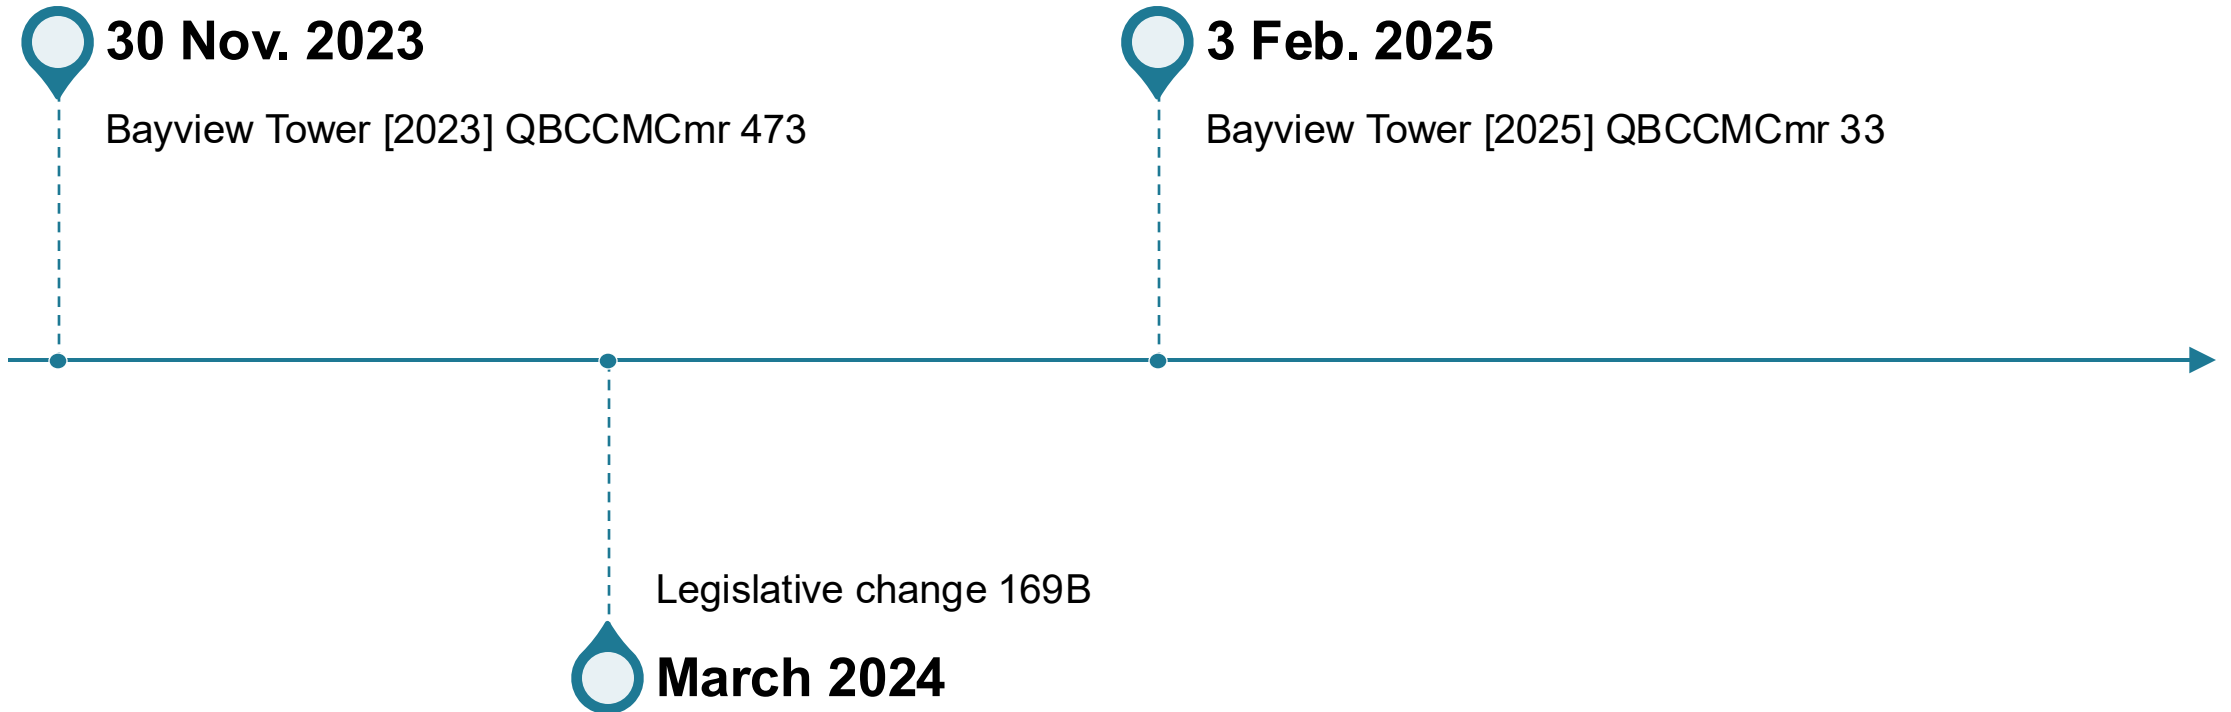 30 Nov. 2023
Bayview Tower [2023] QBCCMCmr 473
3 Feb. 2025
Bayview Tower [2025] QBCCMCmr 33
Legislative change 169B
March 2024